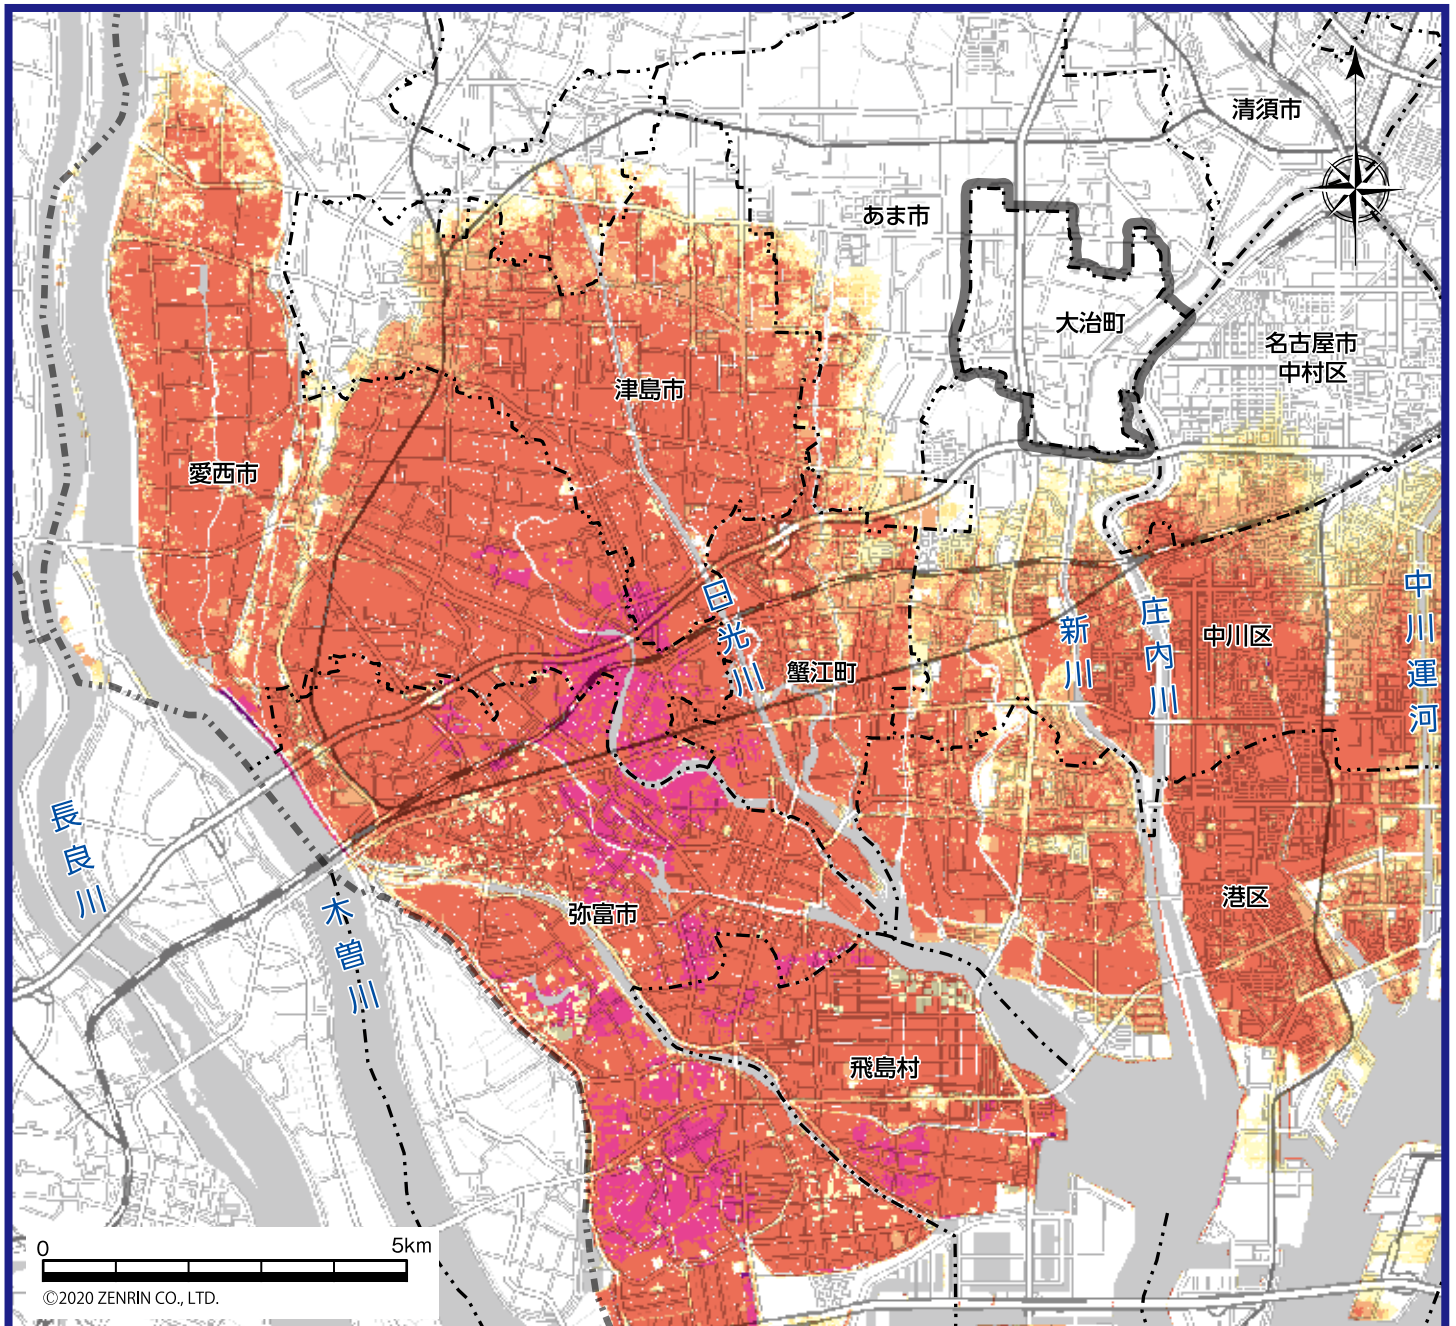 清須市
あま市
大治町
名古屋市
中村区
津島市
愛西市
日光川
新川
庄内川
中川区
中川運河
蟹江町
長良川
木曽川
弥富市
港区
飛島村
0
5km
©2020 ZENRIN CO., LTD.